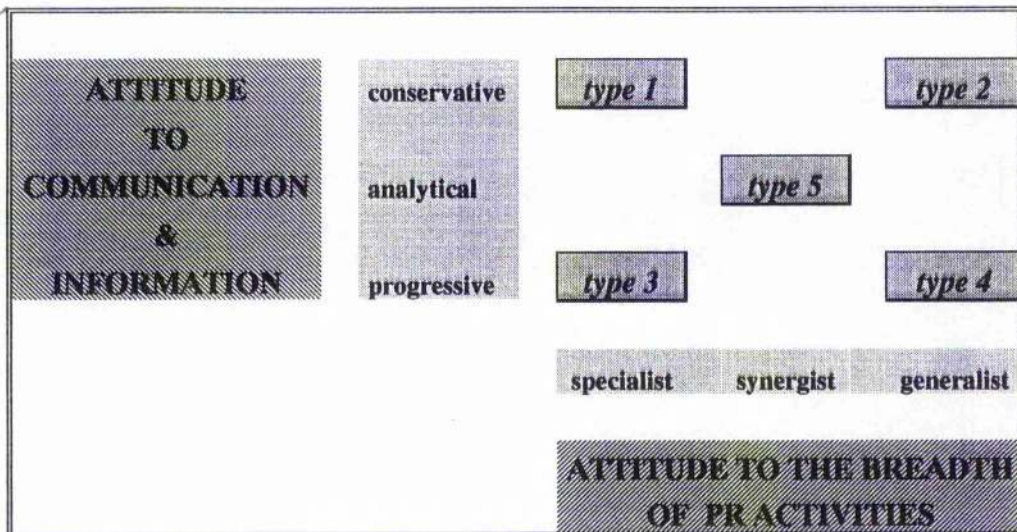 ATTITUDE
TO
COMMUNICATION
&
INFORMATION
conservative
analytical
progressive
type 1
type 2
type 5
type 3
type 4
specialist synergist generalist
ATTITUDE TO THE BREADTH
OF PR ACTIVITIES